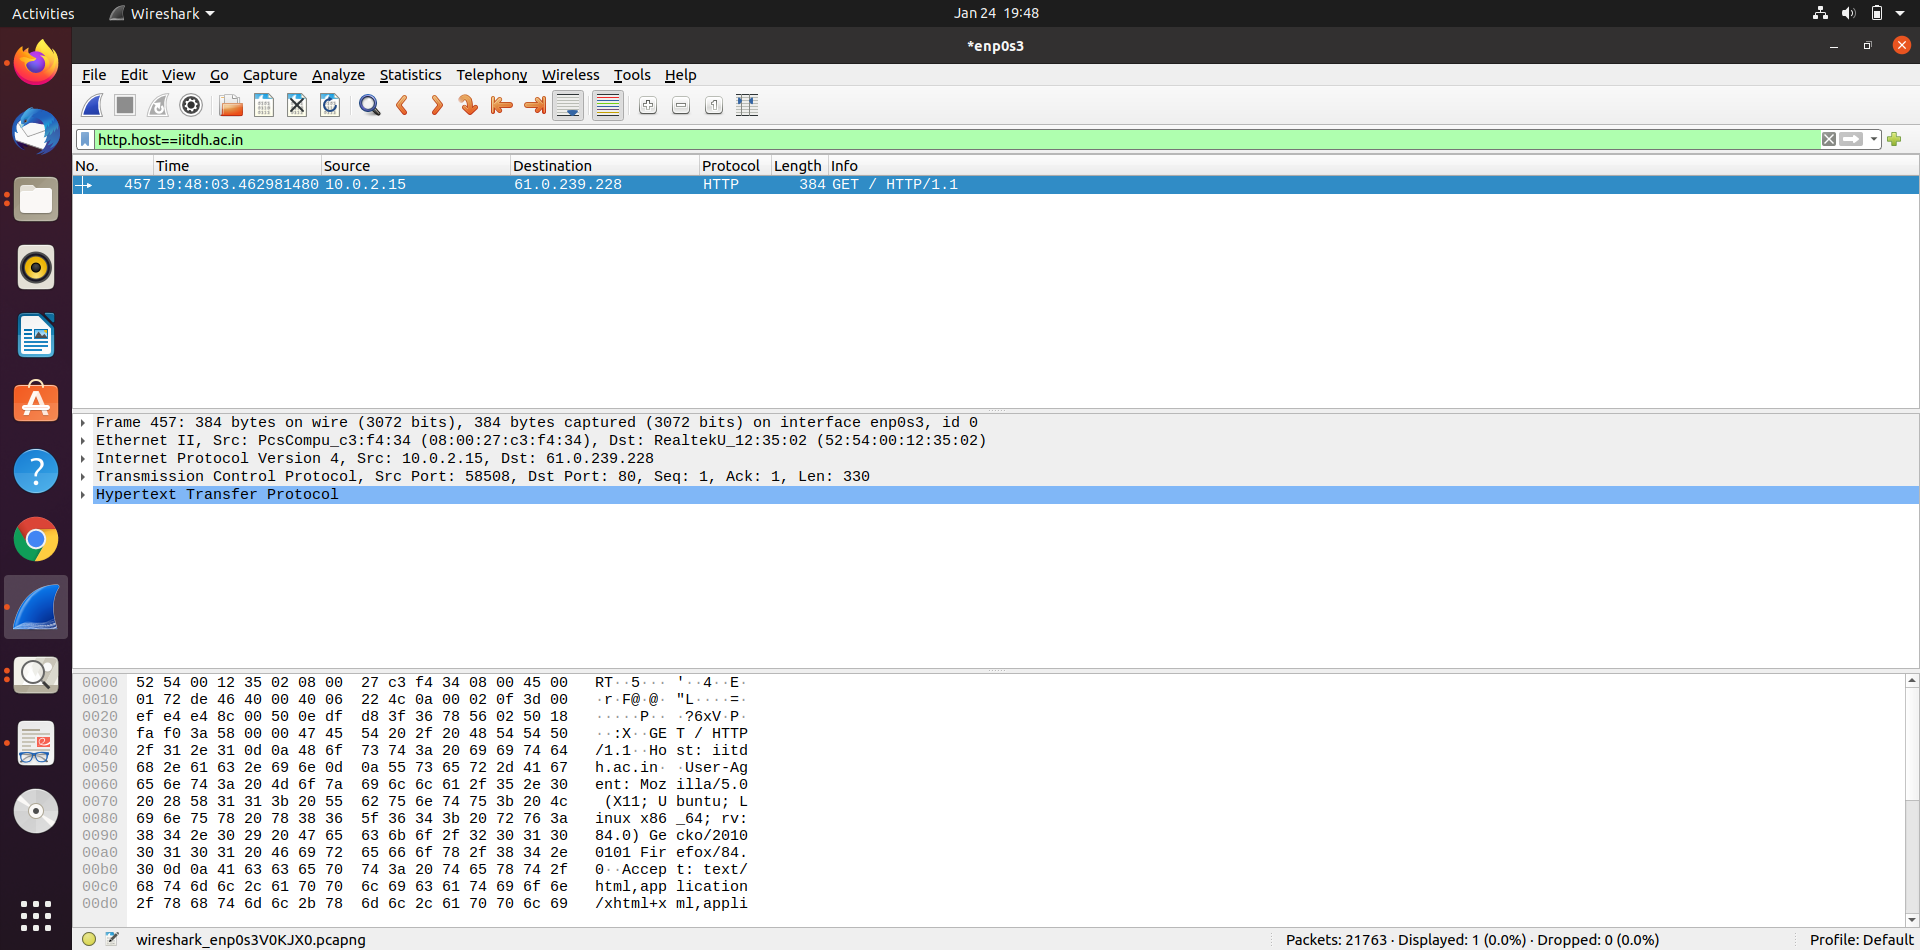 Activities Wireshark Jan 24 19:48
*enp0s3
File Edit View Go Capture Analyze Statistics Telephony Wireless Tools Help
http.host==iitdh.ac.in
No. Time Source Destination Protocol Length Info
457 19:48:03.462981480 10.0.2.15 61.0.239.228 HTTP 384 GET / HTTP/1.1
Frame 457: 384 bytes on wire (3072 bits), 384 bytes captured (3072 bits) on interface enp0s3, id 0
Ethernet II, Src: PcsCompu_c3:f4:34 (08:00:27:c3:f4:34), Dst: RealtekU_12:35:02 (52:54:00:12:35:02)
Internet Protocol Version 4, Src: 10.0.2.15, Dst: 61.0.239.228
Transmission Control Protocol, Src Port: 58508, Dst Port: 80, Seq: 1, Ack: 1, Len: 330
Hypertext Transfer Protocol
0000 52 54 00 12 35 02 08 00 27 c3 f4 34 08 00 45 00 RT··5··· '··4··E·
0010 01 72 de 46 40 00 40 06 22 4c 0a 00 02 0f 3d 00 ·r·F@·@· "L····=·
0020 ef e4 e4 8c 00 50 0e df d8 3f 36 78 56 02 50 18 ·····P·· ·?6xV·P·
0030 fa f0 3a 58 00 00 47 45 54 20 2f 20 48 54 54 50 ··:X··GE T / HTTP
0040 2f 31 2e 31 0d 0a 48 6f 73 74 3a 20 69 69 74 64 /1.1··Ho st: iitd
0050 68 2e 61 63 2e 69 6e 0d 0a 55 73 65 72 2d 41 67 h.ac.in· ·User-Ag
0060 65 6e 74 3a 20 4d 6f 7a 69 6c 6c 61 2f 35 2e 30 ent: Moz illa/5.0
0070 20 28 58 31 31 3b 20 55 62 75 6e 74 75 3b 20 4c (X11; U buntu; L
0080 69 6e 75 78 20 78 38 36 5f 36 34 3b 20 72 76 3a inux x86 _64; rv:
0090 38 34 2e 30 29 20 47 65 63 6b 6f 2f 32 30 31 30 84.0) Ge cko/2010
00a0 30 31 30 31 20 46 69 72 65 66 6f 78 2f 38 34 2e 0101 Fir efox/84.
00b0 30 0d 0a 41 63 63 65 70 74 3a 20 74 65 78 74 2f 0··Accep t: text/
00c0 68 74 6d 6c 2c 61 70 70 6c 69 63 61 74 69 6f 6e html,app lication
00d0 2f 78 68 74 6d 6c 2b 78 6d 6c 2c 61 70 70 6c 69 /xhtml+x ml,appli
wireshark_enp0s3V0KJX0.pcapng Packets: 21763 · Displayed: 1 (0.0%) · Dropped: 0 (0.0%) Profile: Default